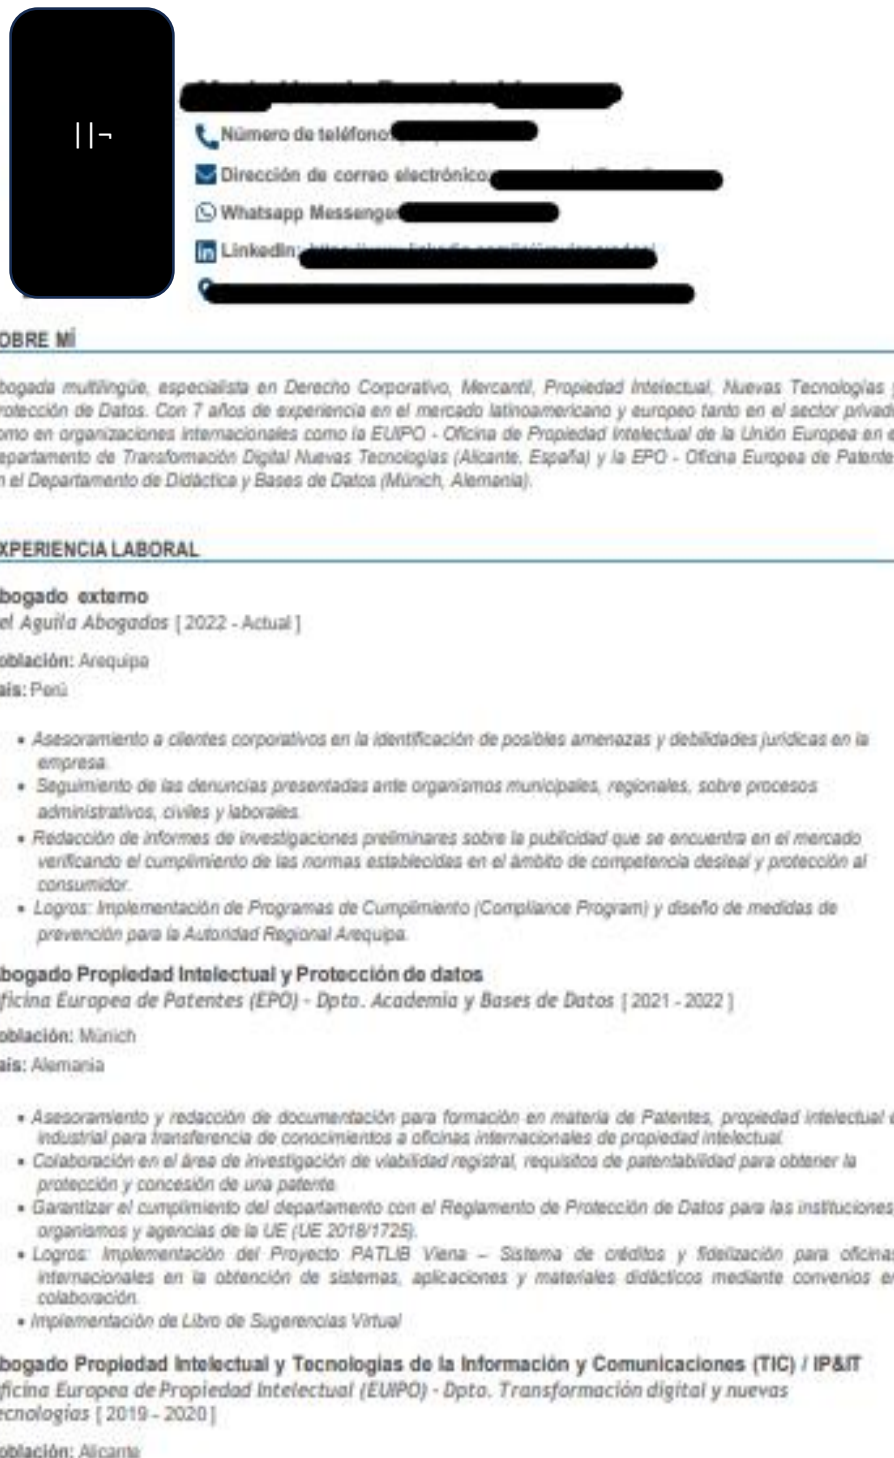 ||¬
Número de teléfono:
Dirección de correo electrónico:
Whatsapp Messenge
LinkedIn:
OBRE MÍ
bogada multilingüe, especialista en Derecho Corporativo, Mercantil, Propiedad Intelectual, Nuevas Tecnologías y
rotección de Datos. Con 7 años de experiencia en el mercado latinoamericano y europeo tanto en el sector privad
omo en organizaciones internacionales como la EUIPO - Oficina de Propiedad Intelectual de la Unión Europea en e
epartamento de Transformación Digital Nuevas Tecnologías (Alicante, España) y la EPO - Oficina Europea de Patente
n el Departamento de Didáctica y Bases de Datos (Múnich, Alemania).
XPERIENCIA LABORAL
bogado externo
el Aguila Abogados [ 2022 - Actual ]
oblación: Arequipa
aís: Perú
• Asesoramiento a clientes corporativos en la identificación de posibles amenazas y debilidades jurídicas en la
empresa.
• Seguimiento de las denuncias presentadas ante organismos municipales, regionales, sobre procesos
administrativos, civiles y laborales.
• Redacción de informes de investigaciones preliminares sobre la publicidad que se encuentra en el mercado
verificando el cumplimiento de las normas establecidas en el ámbito de competencia desleal y protección al
consumidor.
• Logros: Implementación de Programas de Cumplimiento (Compliance Program) y diseño de medidas de
prevención para la Autoridad Regional Arequipa.
bogado Propiedad Intelectual y Protección de datos
ficina Europea de Patentes (EPO) - Dpto. Academia y Bases de Datos [ 2021 - 2022 ]
oblación: Múnich
aís: Alemania
• Asesoramiento y redacción de documentación para formación en materia de Patentes, propiedad intelectual e
industrial para transferencia de conocimientos a oficinas internacionales de propiedad intelectual.
• Colaboración en el área de investigación de viabilidad registral, requisitos de patentabilidad para obtener la
protección y concesión de una patente.
• Garantizar el cumplimiento del departamento con el Reglamento de Protección de Datos para las instituciones,
organismos y agencias de la UE (UE 2018/1725).
• Logros: Implementación del Proyecto PATLIB Viena – Sistema de créditos y fidelización para oficinas
internacionales en la obtención de sistemas, aplicaciones y materiales didácticos mediante convenios en
colaboración.
• Implementación de Libro de Sugerencias Virtual
bogado Propiedad Intelectual y Tecnologías de la Información y Comunicaciones (TIC) / IP&IT
ficina Europea de Propiedad Intelectual (EUIPO) - Dpto. Transformación digital y nuevas
ecnologías [ 2019 - 2020 ]
oblación: Alicante